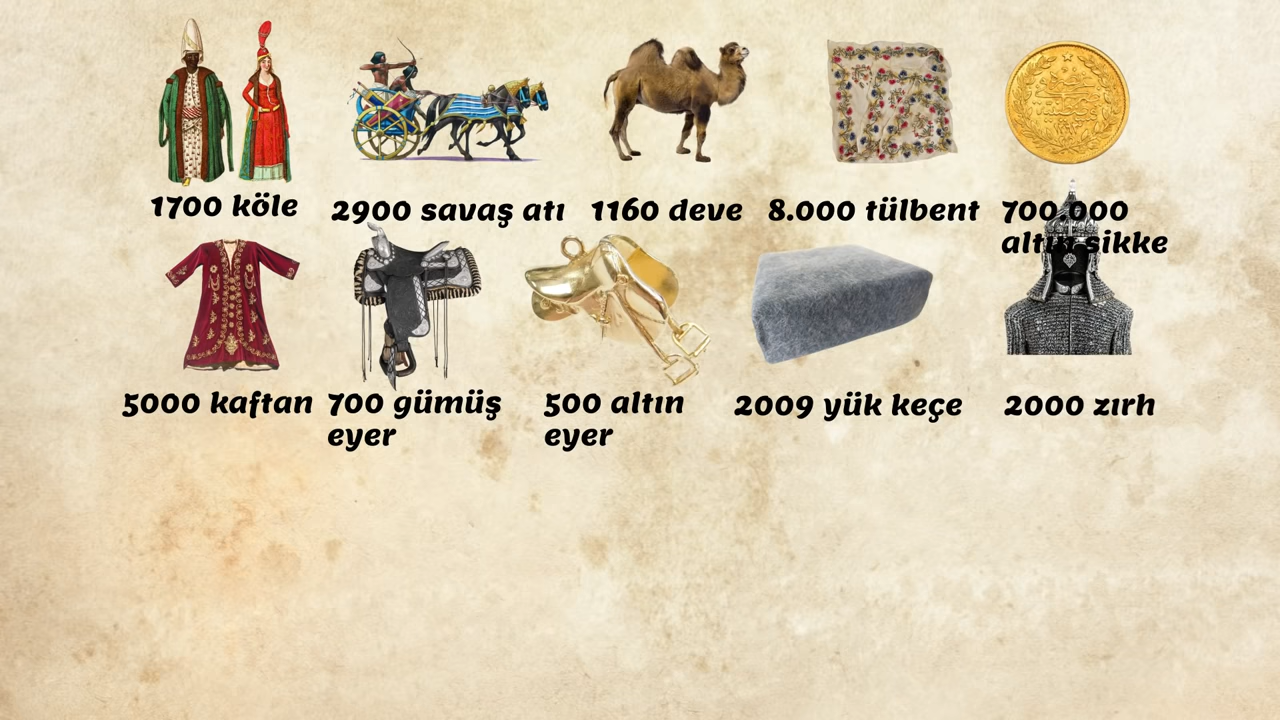 1700 köle
2900 savaş atı
1160 deve
8.000 tülbent
700.000
altın sikke
5000 kaftan
700 gümüş
eyer
500 altın
eyer
2009 yük keçe
2000 zırh